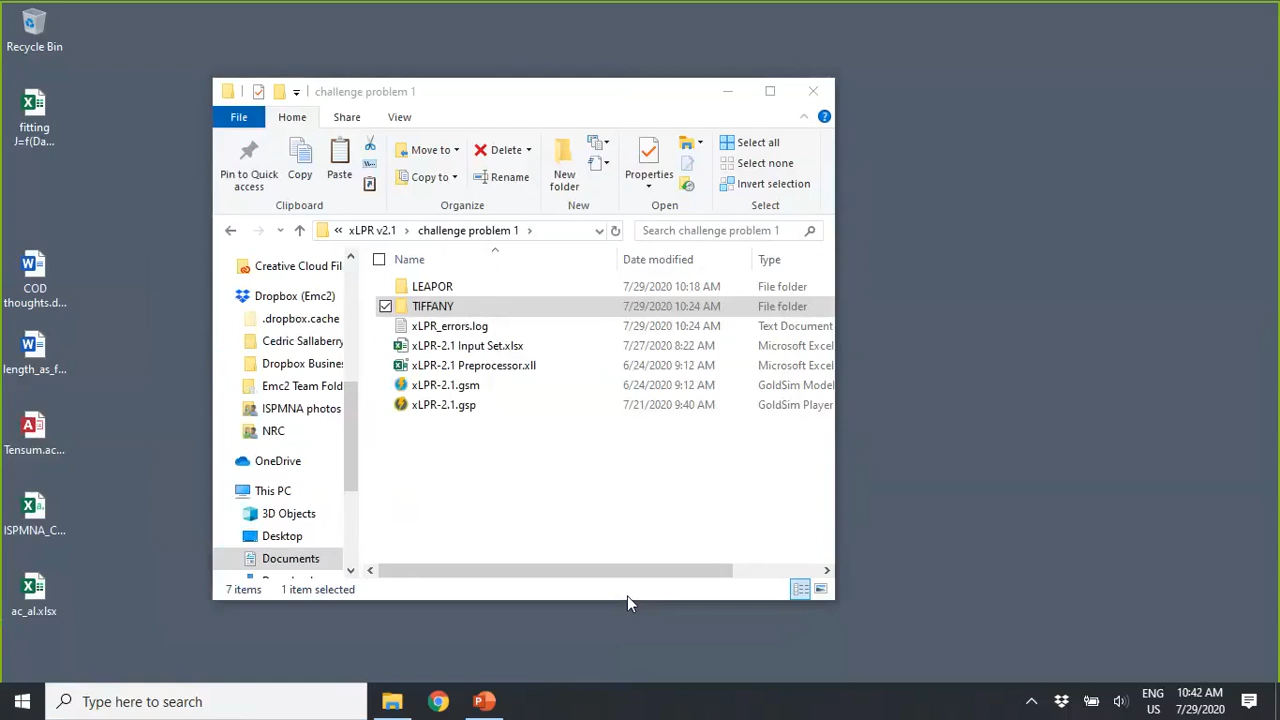 Recycle Bin
fitting
J=f(Da...
COD
thoughts.d...
length_as_f...
Tensum.ac...
ISPMNA_C...
ac_al.xlsx
challenge problem 1
File
Home
Share
View
Pin to Quick
access
Copy
Paste
Clipboard
Move to
Copy to
Delete
Rename
Organize
New
folder
New
Properties
Open
Select all
Select none
Invert selection
Select
« xLPR v2.1 › challenge problem 1 ›
Search challenge problem 1
Creative Cloud Fil
Dropbox (Emc2)
.dropbox.cache
Cedric Sallaberry
Dropbox Busine
Emc2 Team Fold
ISPMNA photos
NRC
OneDrive
This PC
3D Objects
Desktop
Documents
Name Date modified Type
LEAPOR 7/29/2020 10:18 AM File folder
TIFFANY 7/29/2020 10:24 AM File folder
xLPR_errors.log 7/29/2020 10:24 AM Text Document
xLPR-2.1 Input Set.xlsx 7/27/2020 8:22 AM Microsoft Excel
xLPR-2.1 Preprocessor.xll 6/24/2020 9:12 AM Microsoft Excel
xLPR-2.1.gsm 6/24/2020 9:12 AM GoldSim Model
xLPR-2.1.gsp 7/21/2020 9:40 AM GoldSim Player
7 items 1 item selected
Type here to search
ENG
US
10:42 AM
7/29/2020